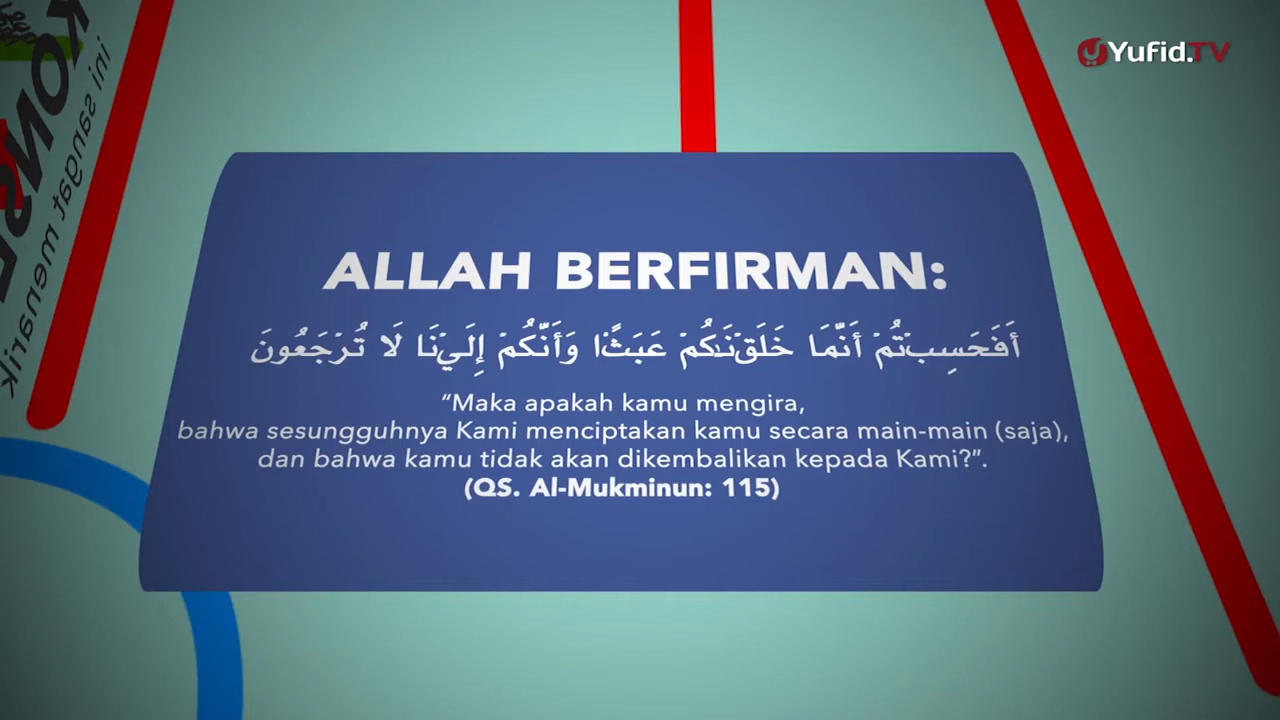 KONSE
ini sangat menarik
Yufid.TV
ALLAH BERFIRMAN:
أَفَحَسِبۡتُمۡ أَنَّمَا خَلَقۡنَٰكُمۡ عَبَثٗا وَأَنَّكُمۡ إِلَيۡنَا لَا تُرۡجَعُونَ
“Maka apakah kamu mengira,
bahwa sesungguhnya Kami menciptakan kamu secara main-main (saja),
dan bahwa kamu tidak akan dikembalikan kepada Kami?”.
(QS. Al-Mukminun: 115)